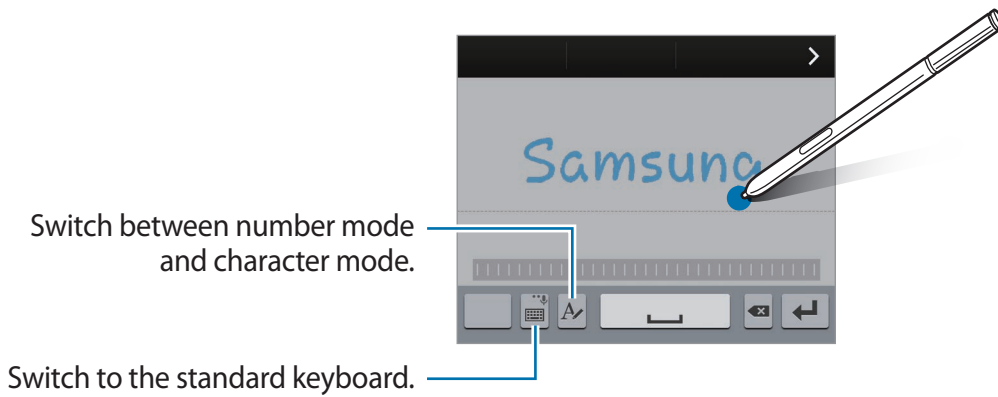 Samsung
Switch between number mode
and character mode.
Switch to the standard keyboard.